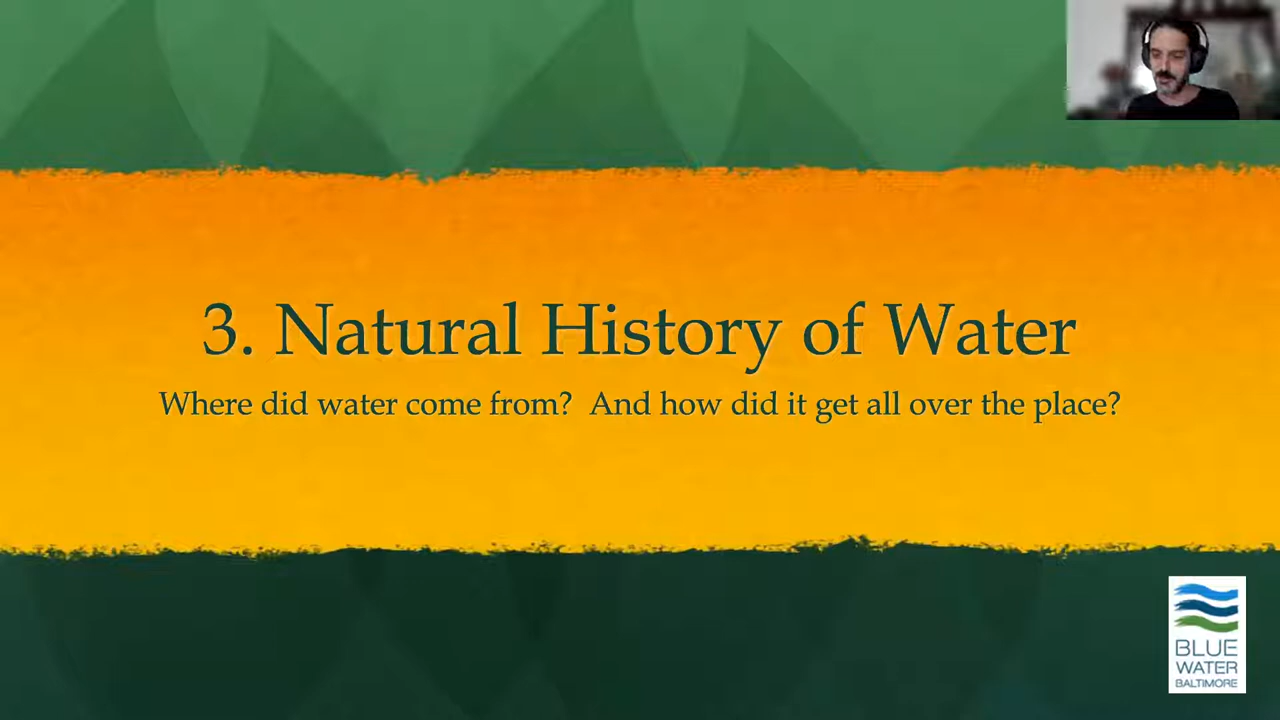 3. Natural History of Water
Where did water come from?  And how did it get all over the place?
BLUE
WATER
BALTIMORE